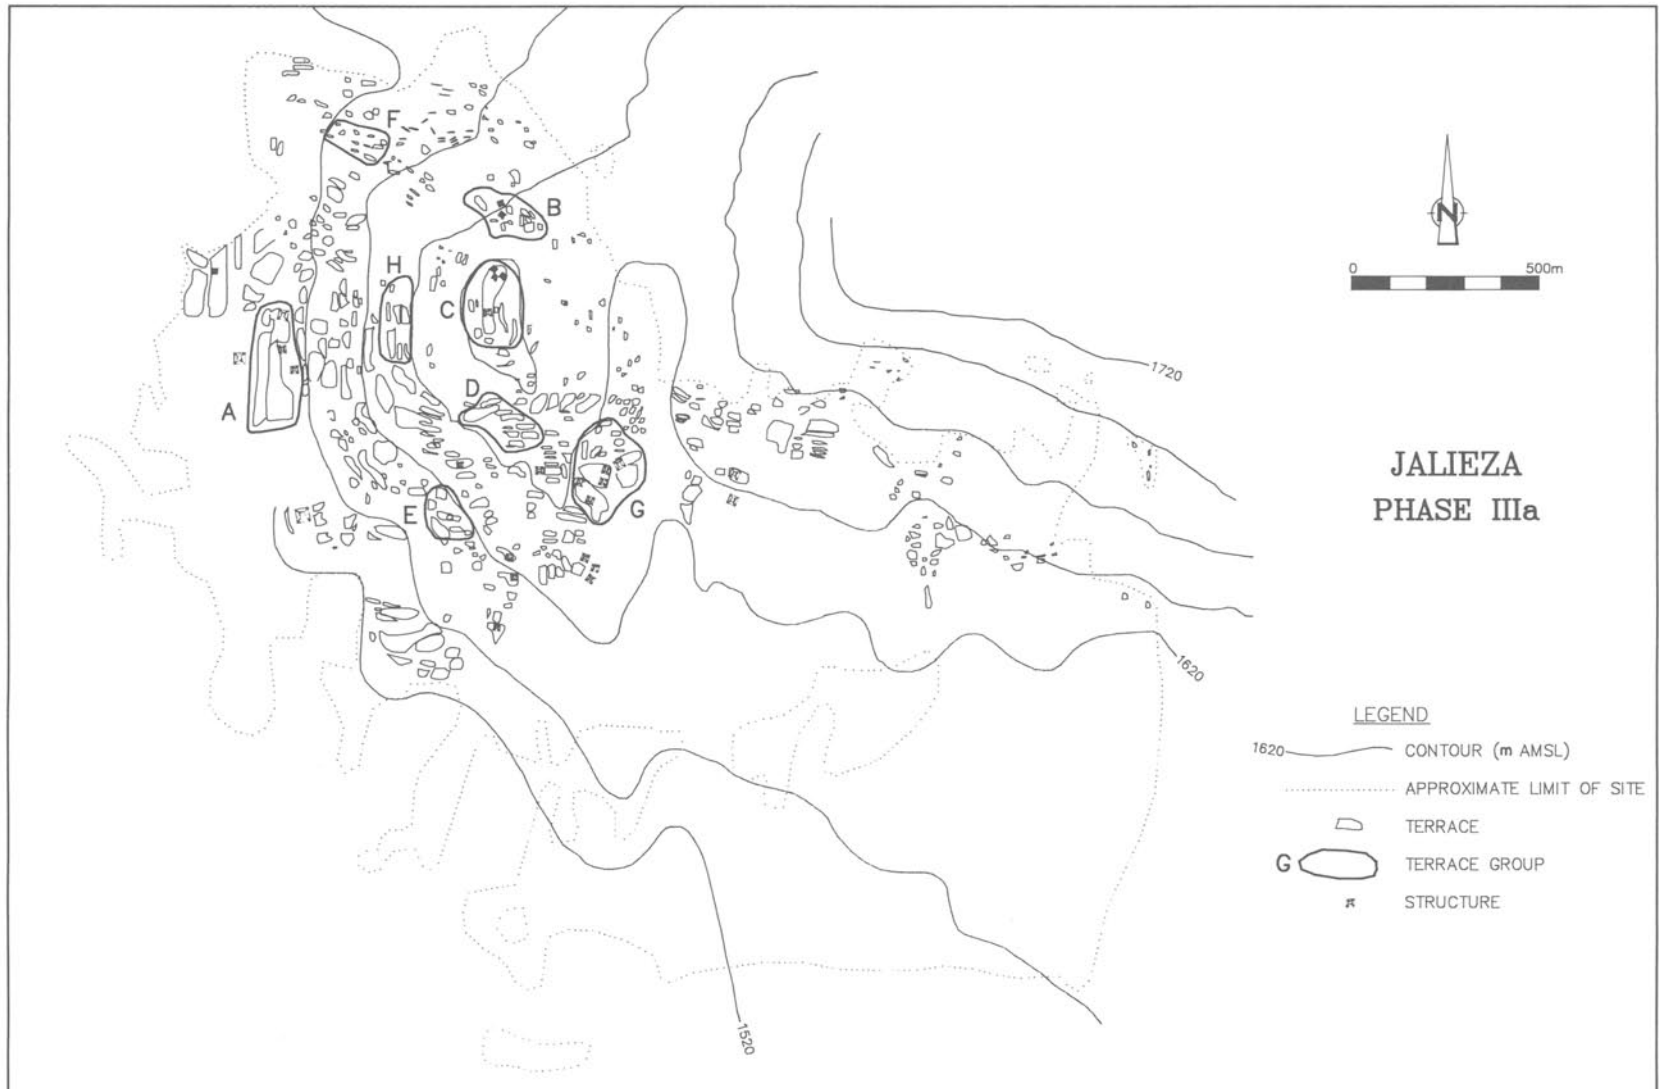 F
B
H
C
A
D
E
G
N
0 500m
1720
JALIEZA
PHASE IIIa
1620
LEGEND
1620 CONTOUR (m AMSL)
APPROXIMATE LIMIT OF SITE
TERRACE
G TERRACE GROUP
STRUCTURE
1520